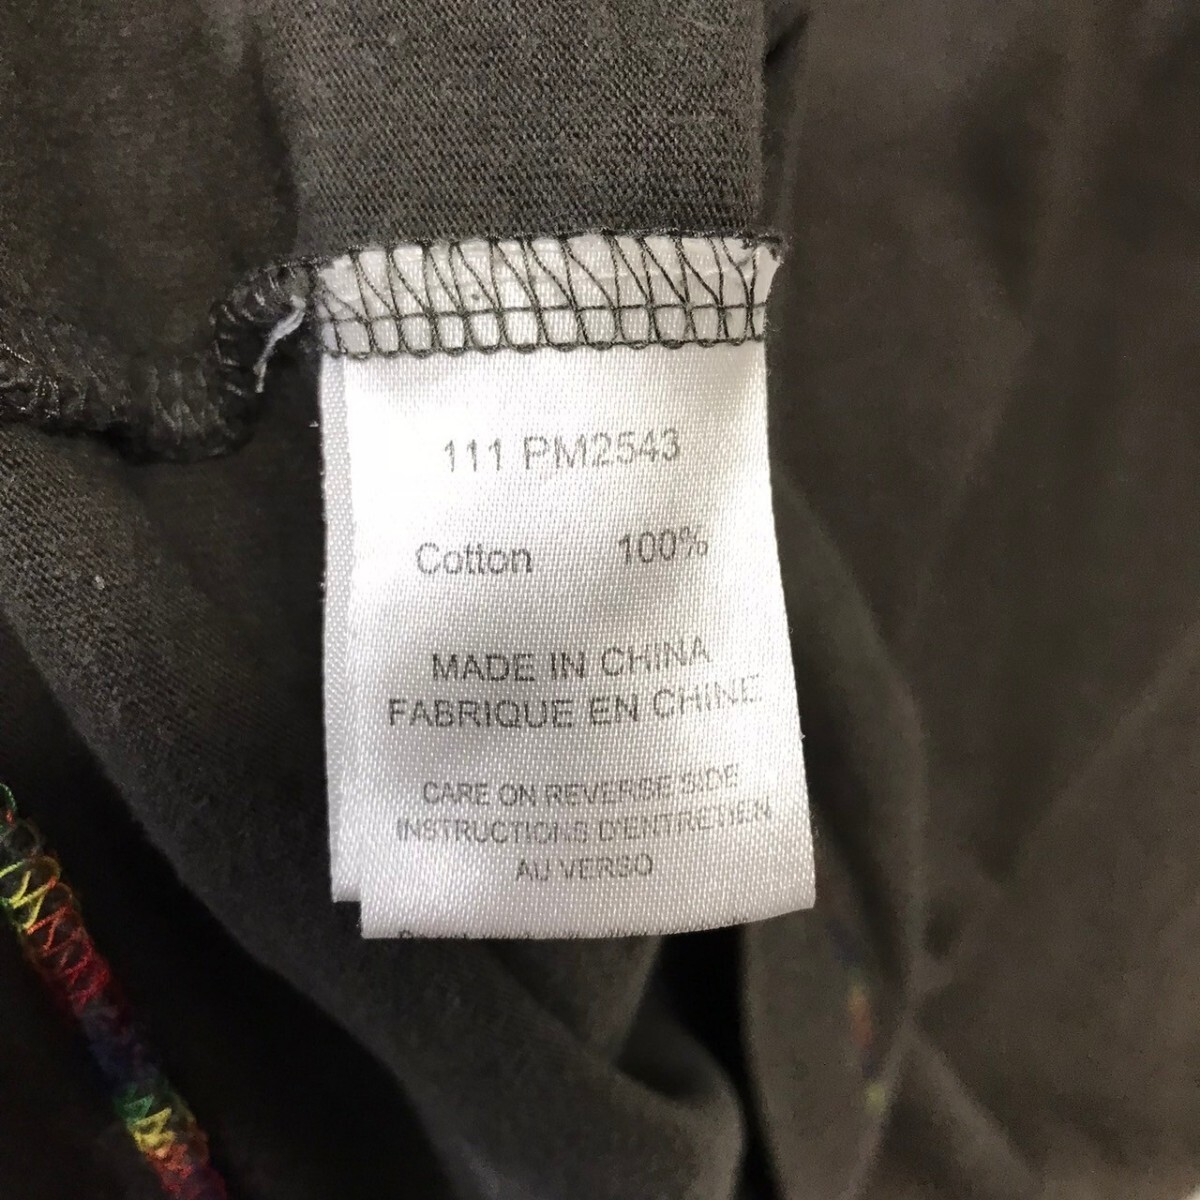 111 PM2543
Cotton 100%
MADE IN CHINA
FABRIQUE EN CHINE
CARE ON REVERSE SIDE
INSTRUCTIONS D'ENTRETIEN
AU VERSO